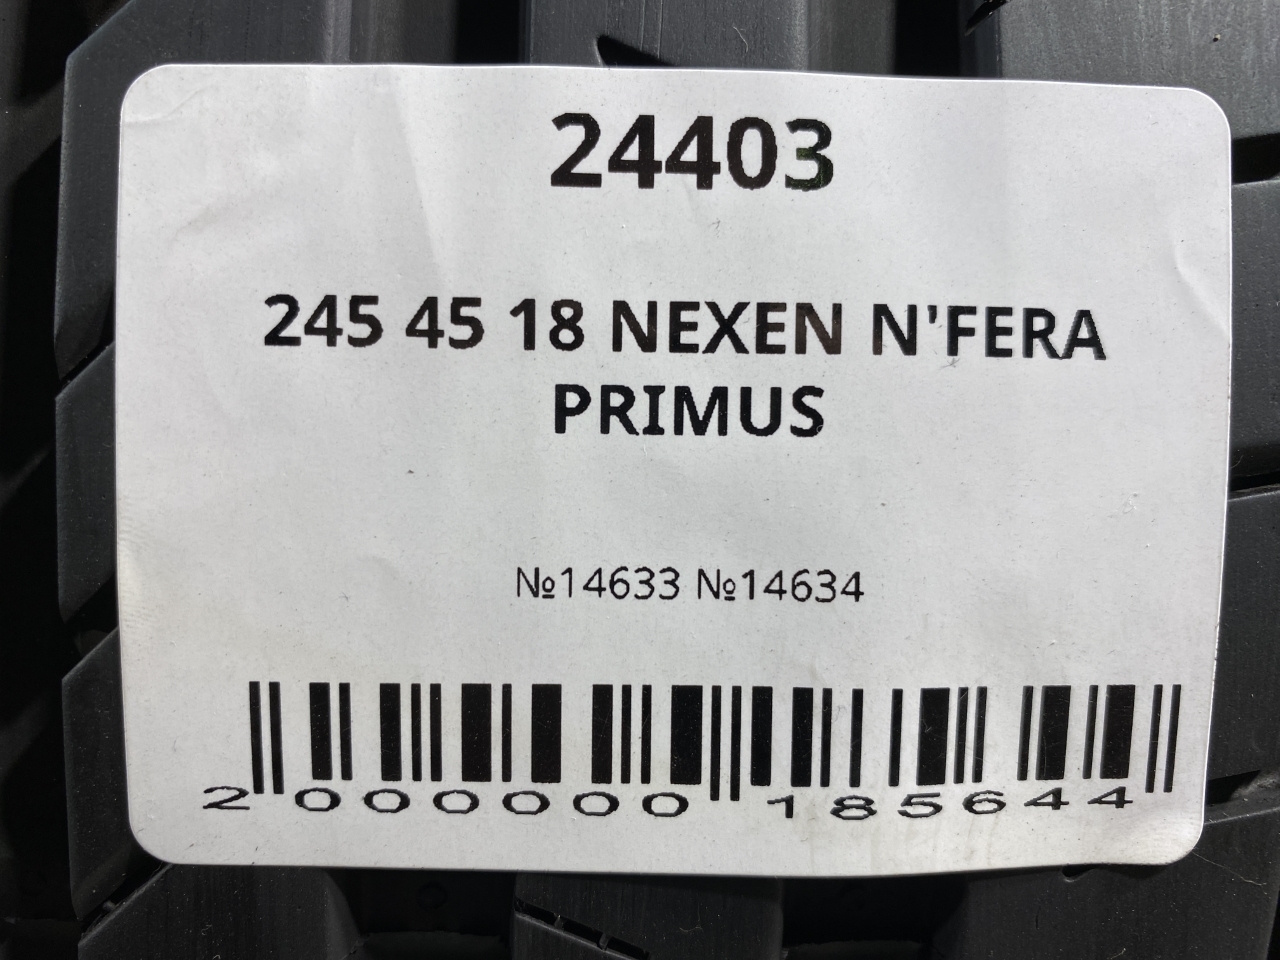 24403
245 45 18 NEXEN N'FERA
PRIMUS
№14633 №14634
2 000000 185644